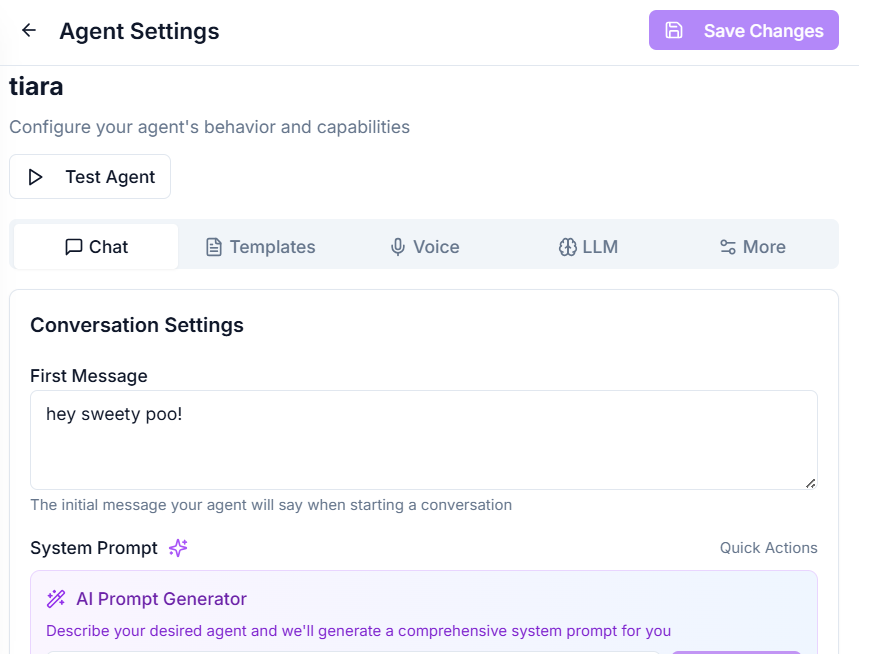 Agent Settings
Save Changes
tiara
Configure your agent's behavior and capabilities
Test Agent
Chat
Templates
Voice
LLM
More
Conversation Settings
First Message
hey sweety poo!
The initial message your agent will say when starting a conversation
System Prompt
Quick Actions
AI Prompt Generator
Describe your desired agent and we'll generate a comprehensive system prompt for you